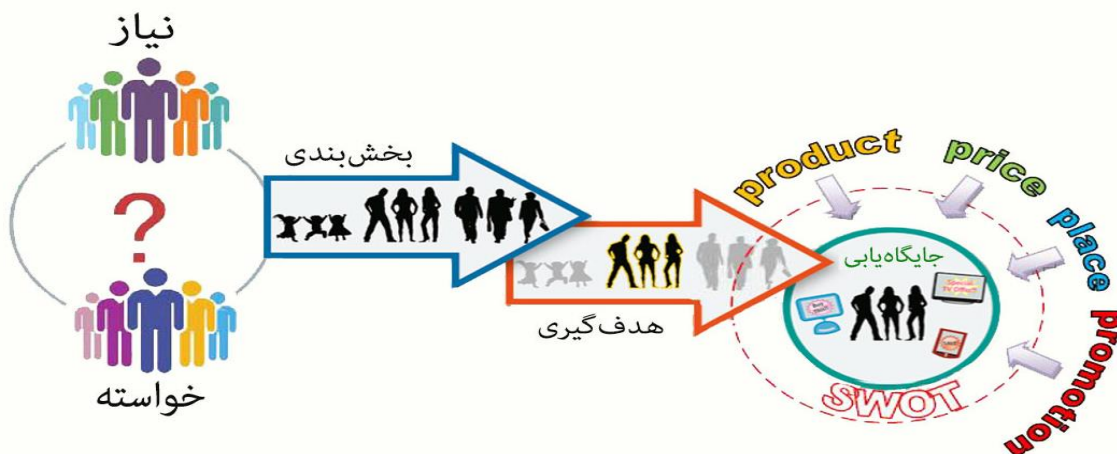 نیاز
?
خواسته
بخش‌بندی
هدف‌گیری
product
price
place
promotion
جایگاه‌یابی
SWOT